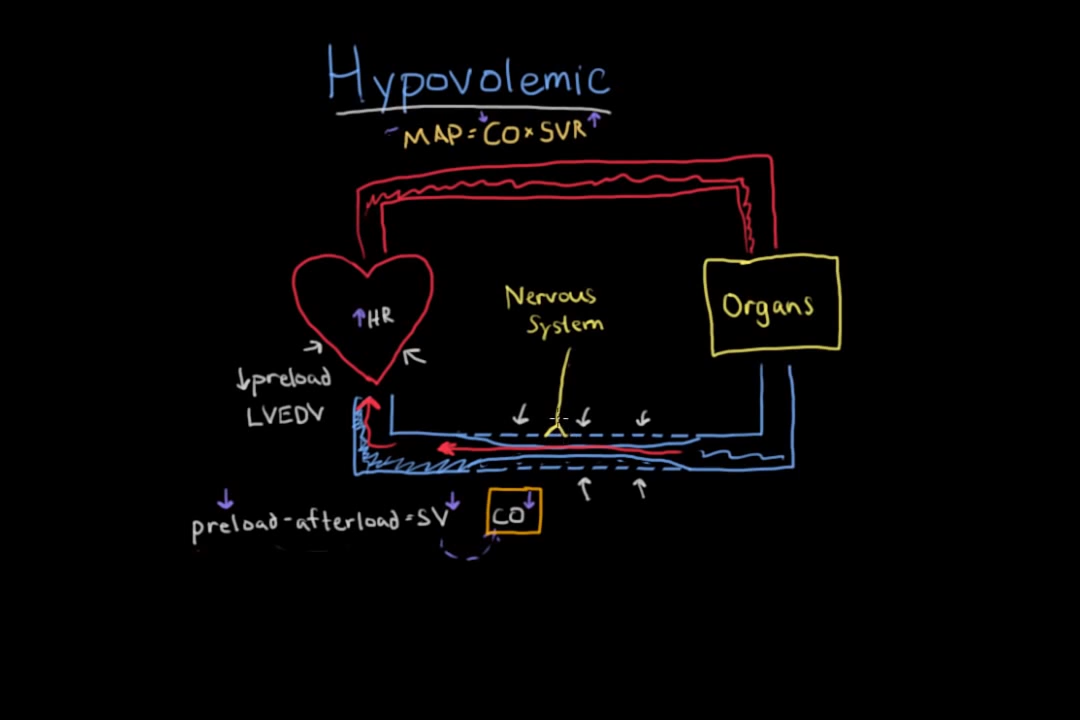 Hypovolemic
- MAP = ↓CO × SVR↑
↑HR
Nervous
System
Organs
↓preload
LVEDV
↓preload - afterload = SV↓ CO↓